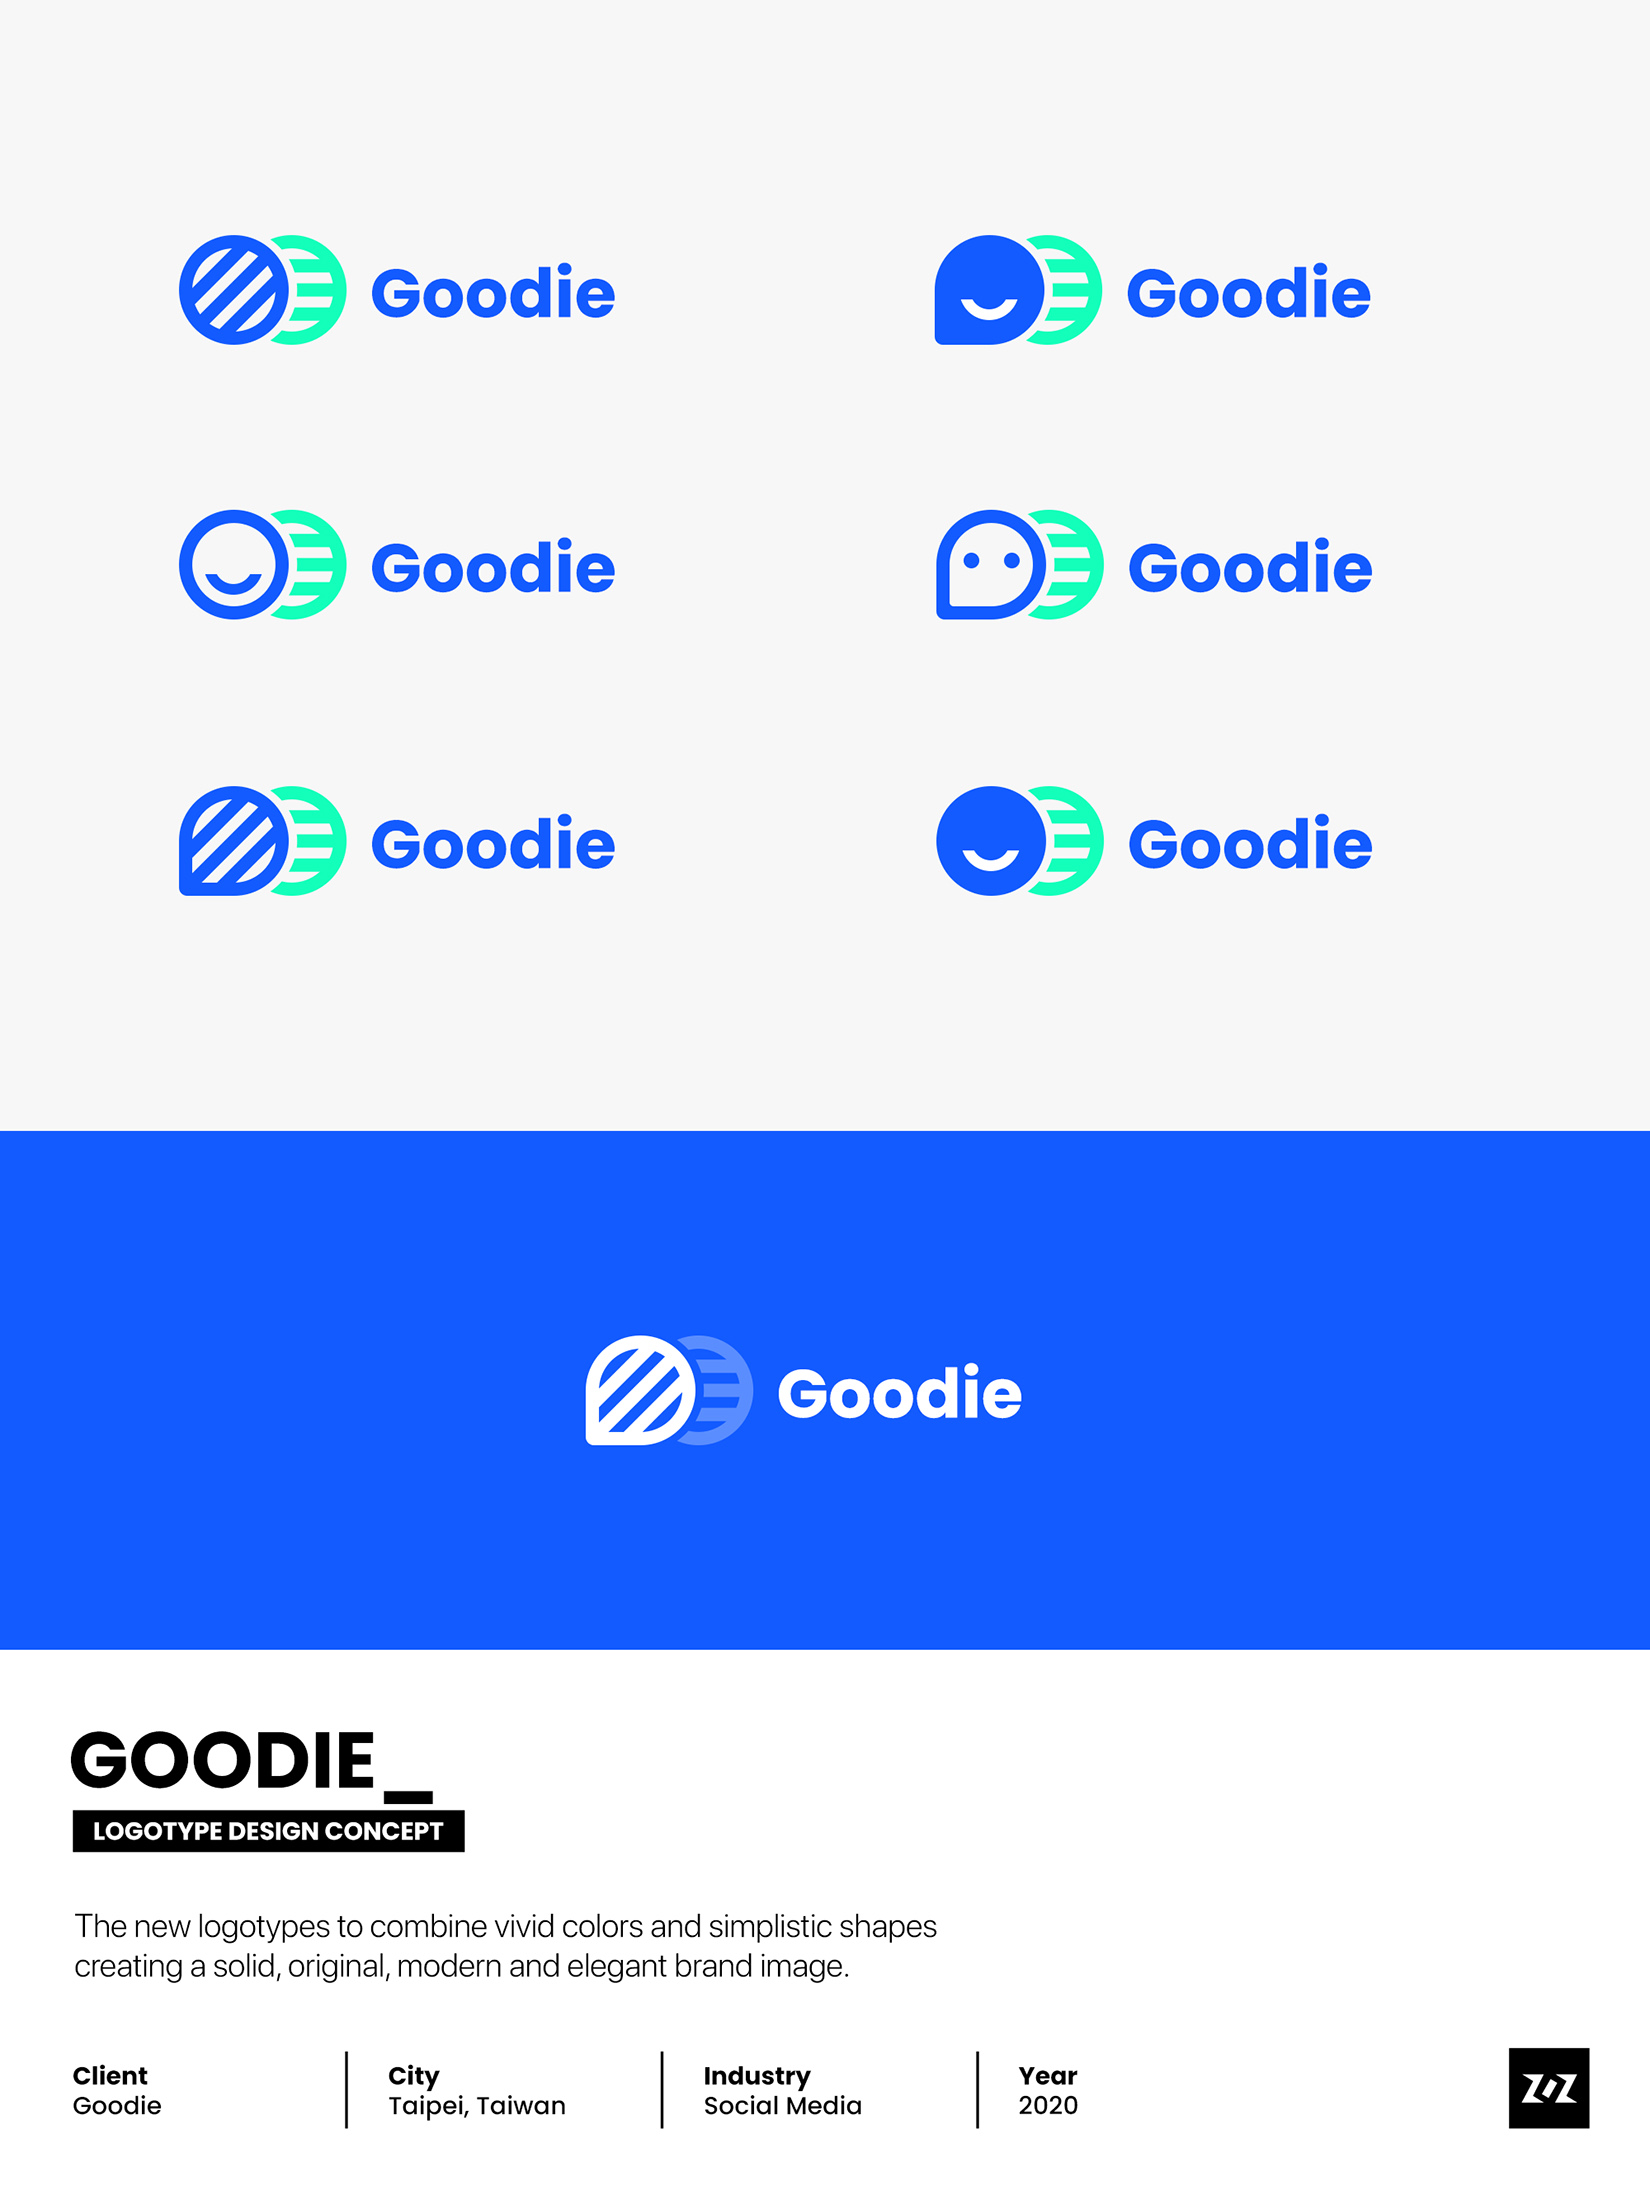 Goodie
Goodie
Goodie
Goodie
Goodie
Goodie
Goodie
GOODIE_
LOGOTYPE DESIGN CONCEPT
The new logotypes to combine vivid colors and simplistic shapes
creating a solid, original, modern and elegant brand image.
Client
Goodie
City
Taipei, Taiwan
Industry
Social Media
Year
2020